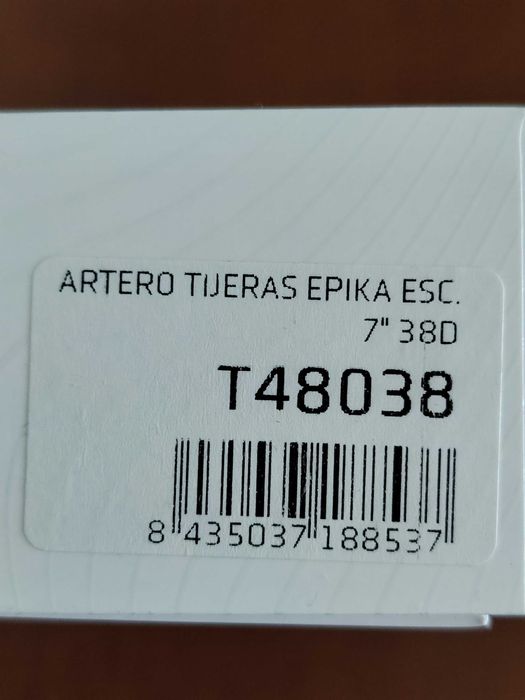 ARTERO TIJERAS EPIKA ESC.
7" 38D
T48038
8 435037 188537